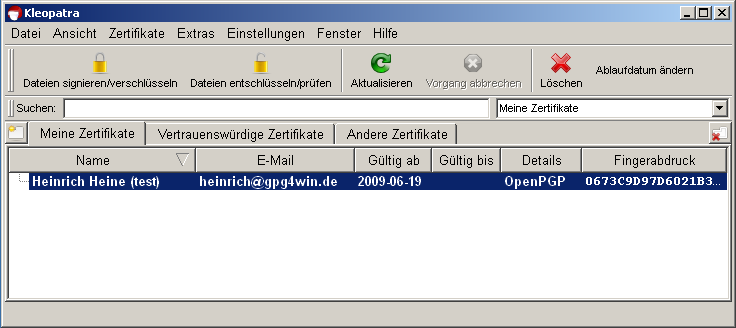 Kleopatra
Datei Ansicht Zertifikate Extras Einstellungen Fenster Hilfe
Dateien signieren/verschlüsseln Dateien entschlüsseln/prüfen Aktualisieren Vorgang abbrechen Löschen Ablaufdatum ändern
Suchen: Meine Zertifikate
Meine Zertifikate Vertrauenswürdige Zertifikate Andere Zertifikate
Name E-Mail Gültig ab Gültig bis Details Fingerabdruck
Heinrich Heine (test) heinrich@gpg4win.de 2009-06-19 OpenPGP 0673C9D97D6021B3...